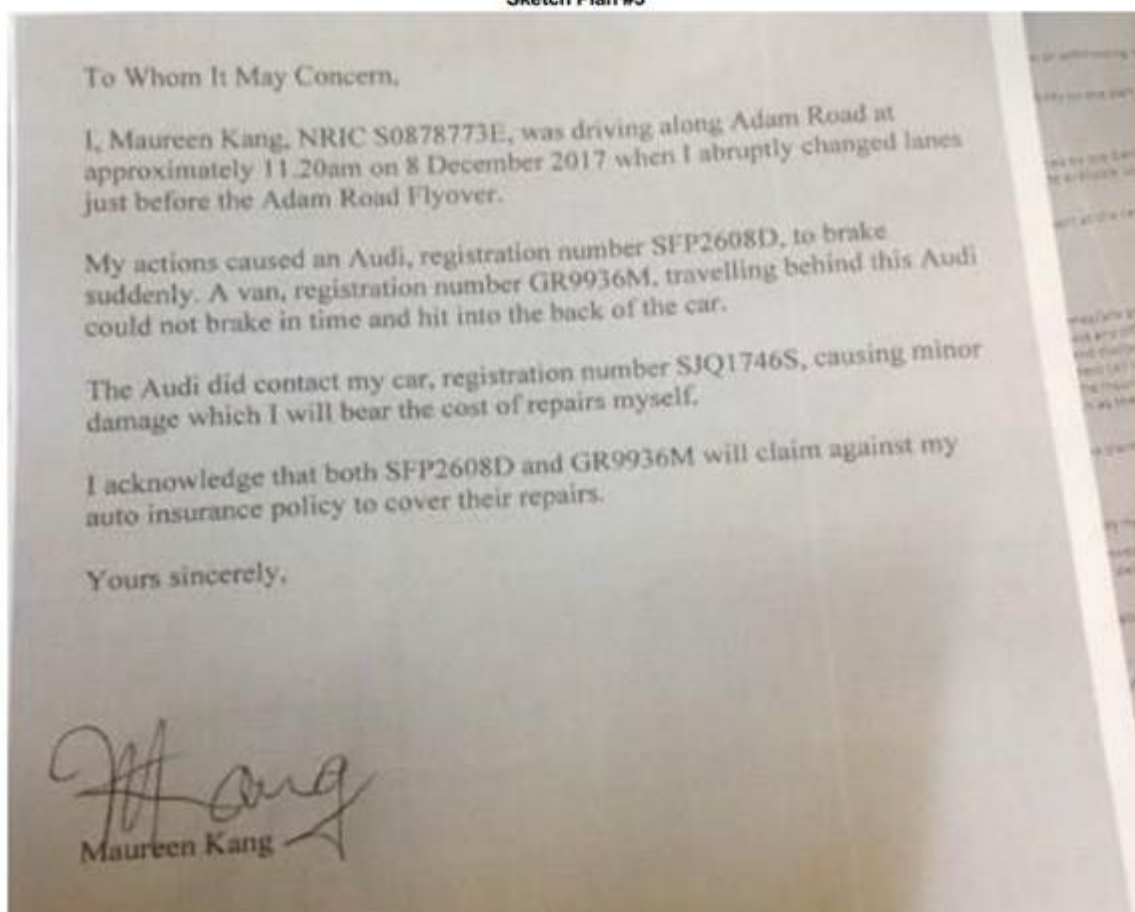 To Whom It May Concern,
I, Maureen Kang, NRIC S0878773E, was driving along Adam Road at
approximately 11.20am on 8 December 2017 when I abruptly changed lanes
just before the Adam Road Flyover.
My actions caused an Audi, registration number SFP2608D, to brake
suddenly. A van, registration number GR9936M, travelling behind this Audi
could not brake in time and hit into the back of the car.
The Audi did contact my car, registration number SJQ1746S, causing minor
damage which I will bear the cost of repairs myself.
I acknowledge that both SFP2608D and GR9936M will claim against my
auto insurance policy to cover their repairs.
Yours sincerely,
MKang
Maureen Kang